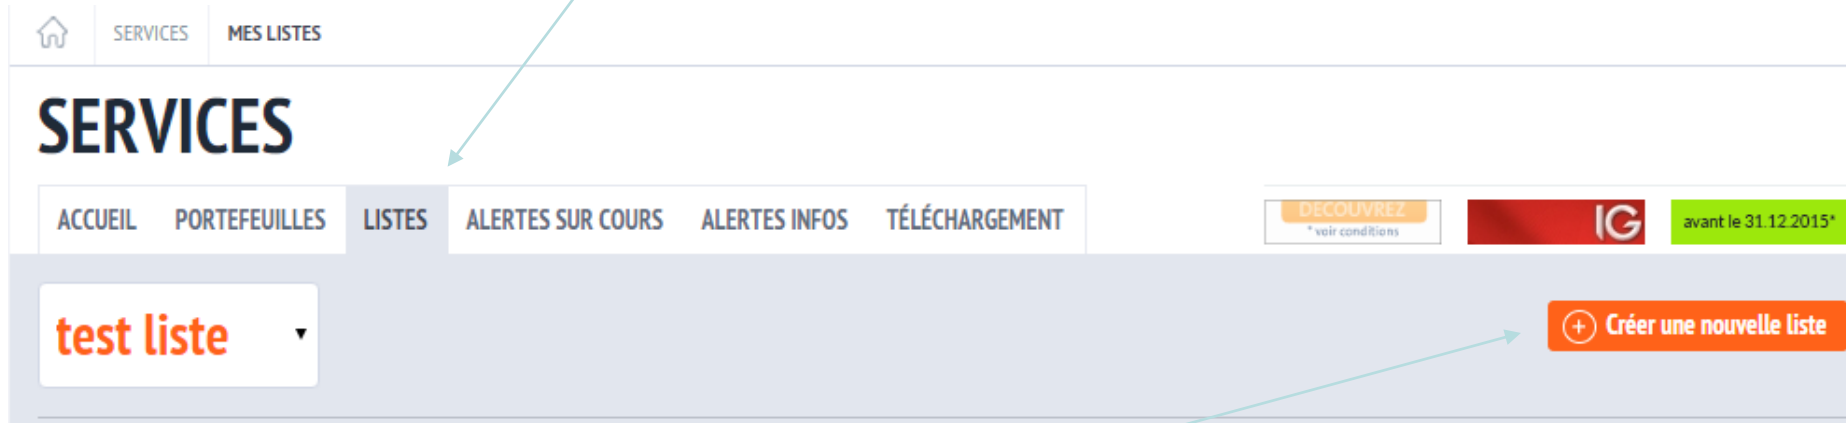 SERVICES MES LISTES
SERVICES
ACCUEIL PORTEFEUILLES LISTES ALERTES SUR COURS ALERTES INFOS TÉLÉCHARGEMENT
DECOUVREZ
* voir conditions
IG
avant le 31.12.2015*
test liste
Créer une nouvelle liste